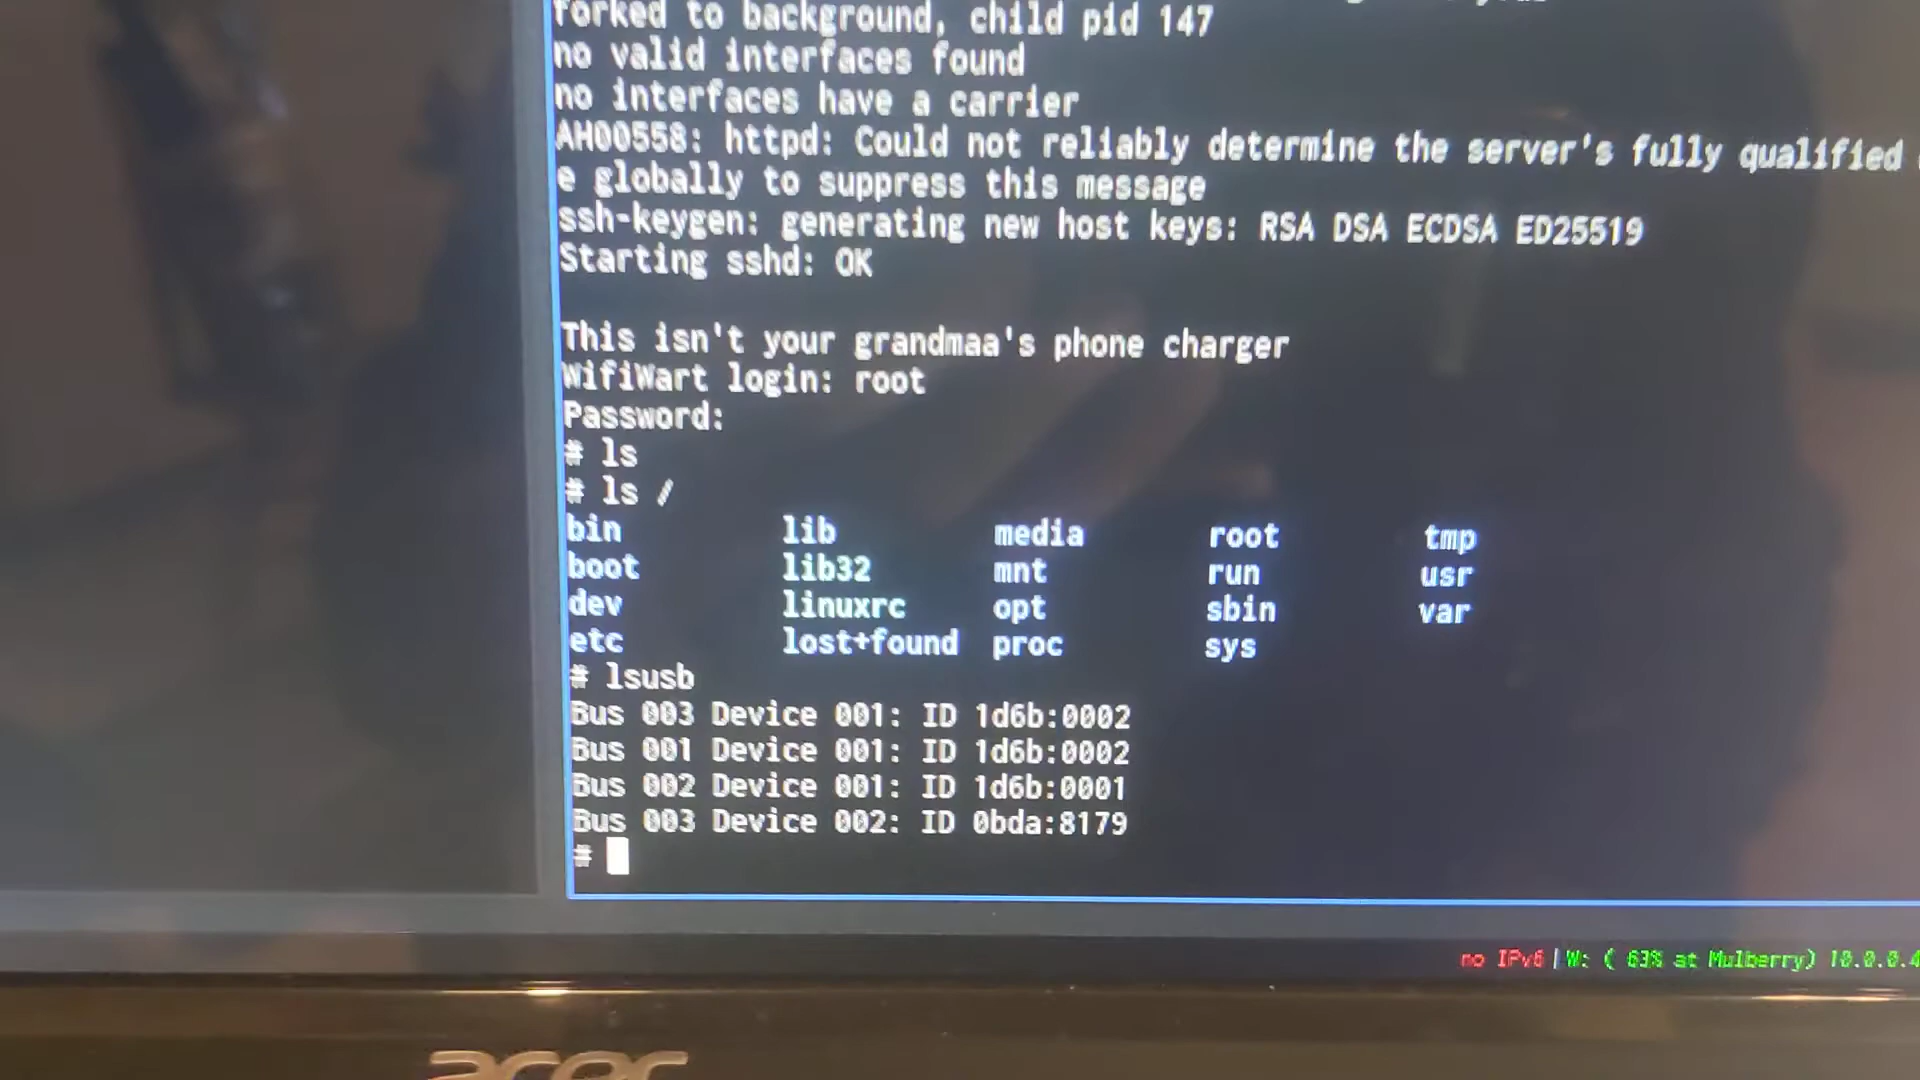 forked to background, child pid 147
no valid interfaces found
no interfaces have a carrier
AH00558: httpd: Could not reliably determine the server's fully qualified
e globally to suppress this message
ssh-keygen: generating new host keys: RSA DSA ECDSA ED25519
Starting sshd: OK
This isn't your grandmaa's phone charger
WifiWart login: root
Password:
# ls
# ls /
bin lib media root tmp
boot lib32 mnt run usr
dev linuxrc opt sbin var
etc lost+found proc sys
# lsusb
Bus 003 Device 001: ID 1d6b:0002
Bus 001 Device 001: ID 1d6b:0002
Bus 002 Device 001: ID 1d6b:0001
Bus 003 Device 002: ID 0bda:8179
#
no IPv6 | W: ( 63% at Mulberry) 10.0.0.4
acer